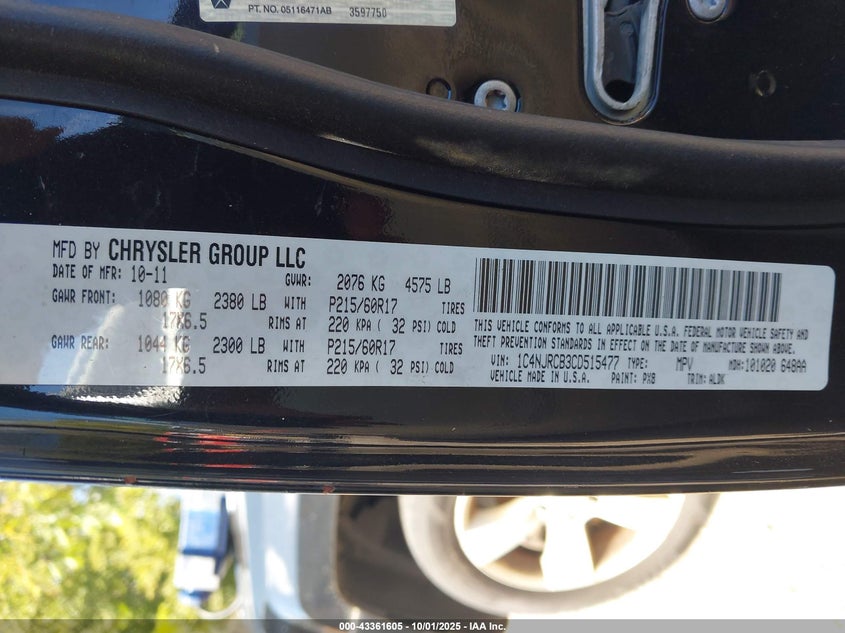 PT. NO. 05116471AB 3597750
MFD BY CHRYSLER GROUP LLC
DATE OF MFR: 10-11 GVWR: 2076 KG 4575 LB
GAWR FRONT: 1080 KG 2380 LB WITH P215/60R17 TIRES
17X6.5 RIMS AT 220 KPA ( 32 PSI) COLD
GAWR REAR: 1044 KG 2300 LB WITH P215/60R17 TIRES
17X6.5 RIMS AT 220 KPA ( 32 PSI) COLD
THIS VEHICLE CONFORMS TO ALL APPLICABLE U.S.A. FEDERAL MOTOR VEHICLE SAFETY AND
THEFT PREVENTION STANDARDS IN EFFECT ON THE DATE OF MANUFACTURE SHOWN ABOVE.
VIN: 1C4NJRCB3CD515477 TYPE: MPV MDH: 101020 648AA
VEHICLE MADE IN U.S.A. PAINT: PX8 TRIM: ALDK
000-43361605 - 10/01/2025 - IAA Inc.